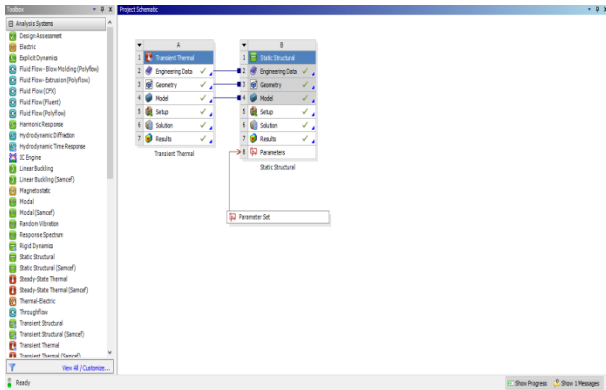 Toolbox
Project Schematic
Analysis Systems
Design Assessment
Electric
Explicit Dynamics
Fluid Flow- Blow Molding (Polyflow)
Fluid Flow- Extrusion (Polyflow)
Fluid Flow (CFX)
Fluid Flow (Fluent)
Fluid Flow (Polyflow)
Harmonic Response
Hydrodynamic Diffraction
Hydrodynamic Time Response
IC Engine
Linear Buckling
Linear Buckling (Samcef)
Magnetostatic
Modal
Modal (Samcef)
Random Vibration
Response Spectrum
Rigid Dynamics
Static Structural
Static Structural (Samcef)
Steady-State Thermal
Steady-State Thermal (Samcef)
Thermal-Electric
Throughflow
Transient Structural
Transient Structural (Samcef)
Transient Thermal
Transient Thermal (Samcef)
View All / Customize...
A
1 Transient Thermal
2 Engineering Data
3 Geometry
4 Model
5 Setup
6 Solution
7 Results
Transient Thermal
B
1 Static Structural
2 Engineering Data
3 Geometry
4 Model
5 Setup
6 Solution
7 Results
8 Parameters
Static Structural
Parameter Set
Ready
Show Progress
Show 1 Messages